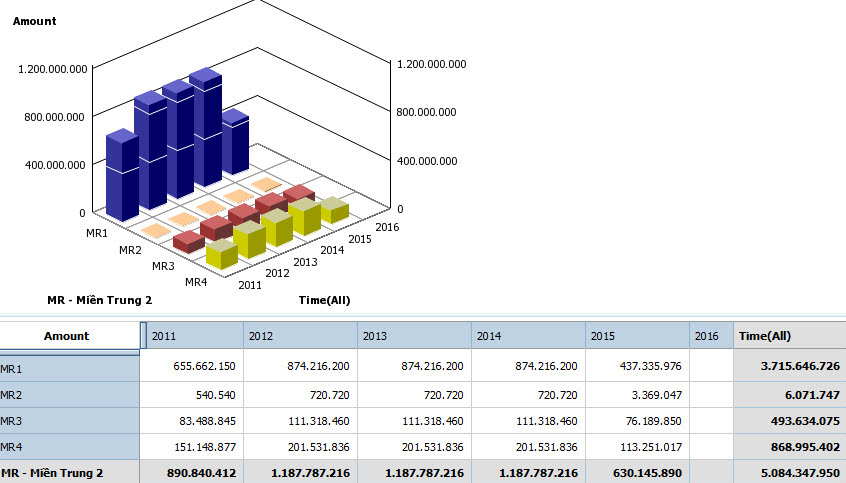 Amount
1.200.000.000
800.000.000
400.000.000
0
1.200.000.000
800.000.000
400.000.000
0
MR1
MR2
MR3
MR4
2011
2012
2013
2014
2015
2016
MR - Miền Trung 2
Time(All)
Amount 2011 2012 2013 2014 2015 2016 Time(All)
MR1 655.662.150 874.216.200 874.216.200 874.216.200 437.335.976 3.715.646.726
MR2 540.540 720.720 720.720 720.720 3.369.047 6.071.747
MR3 83.488.845 111.318.460 111.318.460 111.318.460 76.189.850 493.634.075
MR4 151.148.877 201.531.836 201.531.836 201.531.836 113.251.017 868.995.402
MR - Miền Trung 2 890.840.412 1.187.787.216 1.187.787.216 1.187.787.216 630.145.890 5.084.347.950